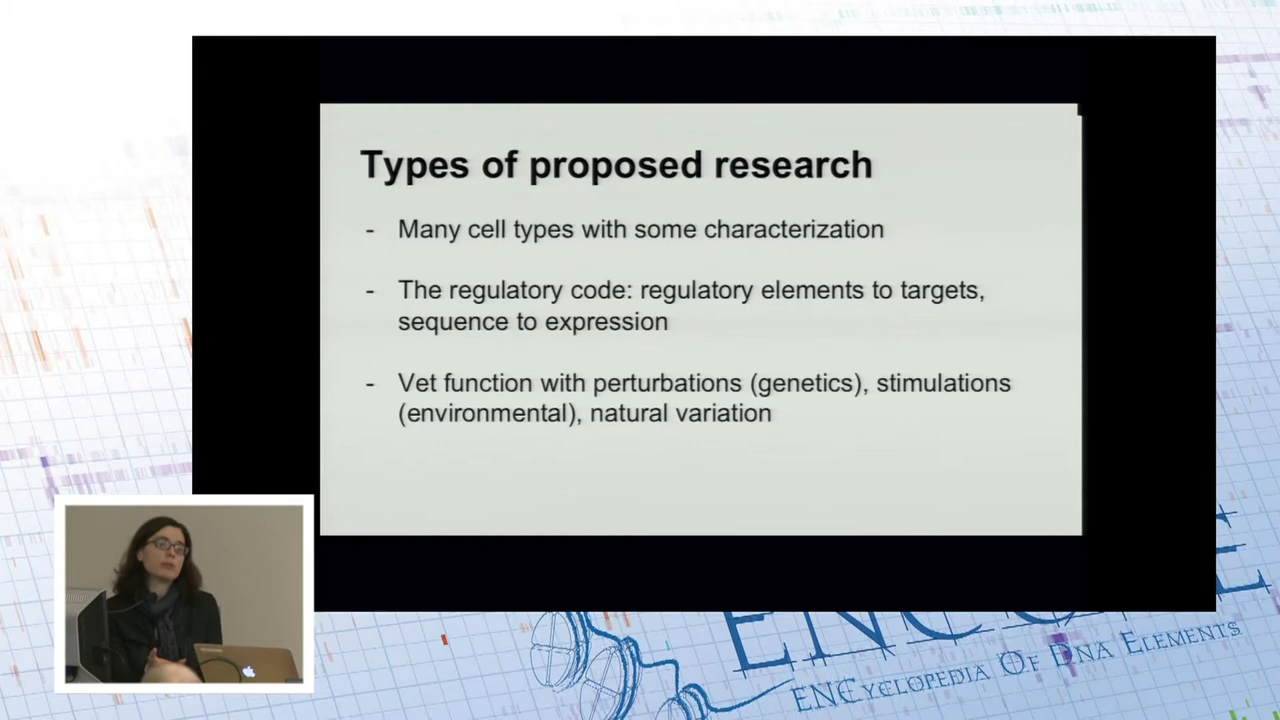 Types of proposed research
- Many cell types with some characterization
- The regulatory code: regulatory elements to targets,
sequence to expression
- Vet function with perturbations (genetics), stimulations
(environmental), natural variation
ENCYCLOPEDIA OF DNA ELEMENTS